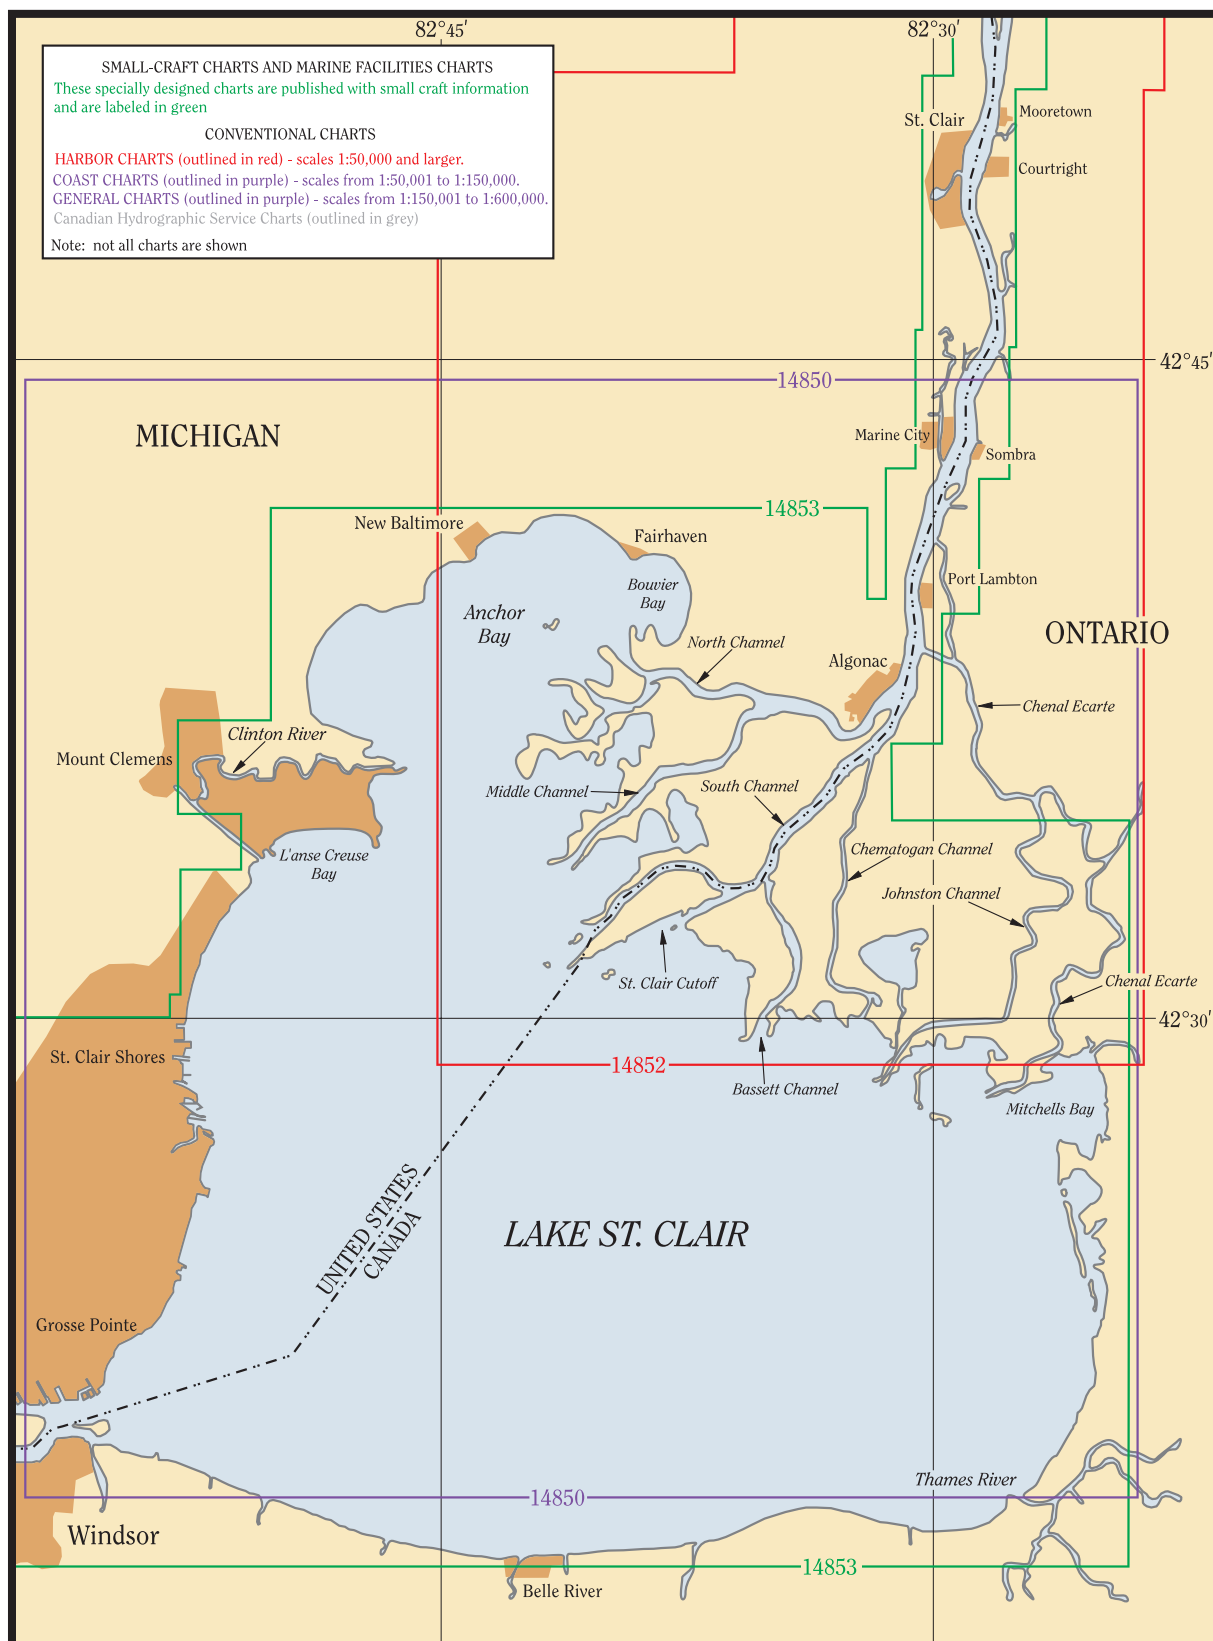 82°45'
82°30'
SMALL-CRAFT CHARTS AND MARINE FACILITIES CHARTS
These specially designed charts are published with small craft information
and are labeled in green
CONVENTIONAL CHARTS
HARBOR CHARTS (outlined in red) - scales 1:50,000 and larger.
COAST CHARTS (outlined in purple) - scales from 1:50,001 to 1:150,000.
GENERAL CHARTS (outlined in purple) - scales from 1:150,001 to 1:600,000.
Canadian Hydrographic Service Charts (outlined in grey)
Note:  not all charts are shown
Mooretown
St. Clair
Courtright
42°45'
14850
MICHIGAN
Marine City
Sombra
14853
New Baltimore
Fairhaven
Port Lambton
Bouvier
Bay
Anchor
Bay
ONTARIO
North Channel
Algonac
Chenal Ecarte
Clinton River
Mount Clemens
Middle Channel
South Channel
L'anse Creuse
Bay
Chematogan Channel
Johnston Channel
St. Clair Cutoff
Chenal Ecarte
42°30'
St. Clair Shores
14852
Bassett Channel
Mitchells Bay
UNITED STATES
CANADA
LAKE ST. CLAIR
Grosse Pointe
Thames River
14850
Windsor
14853
Belle River